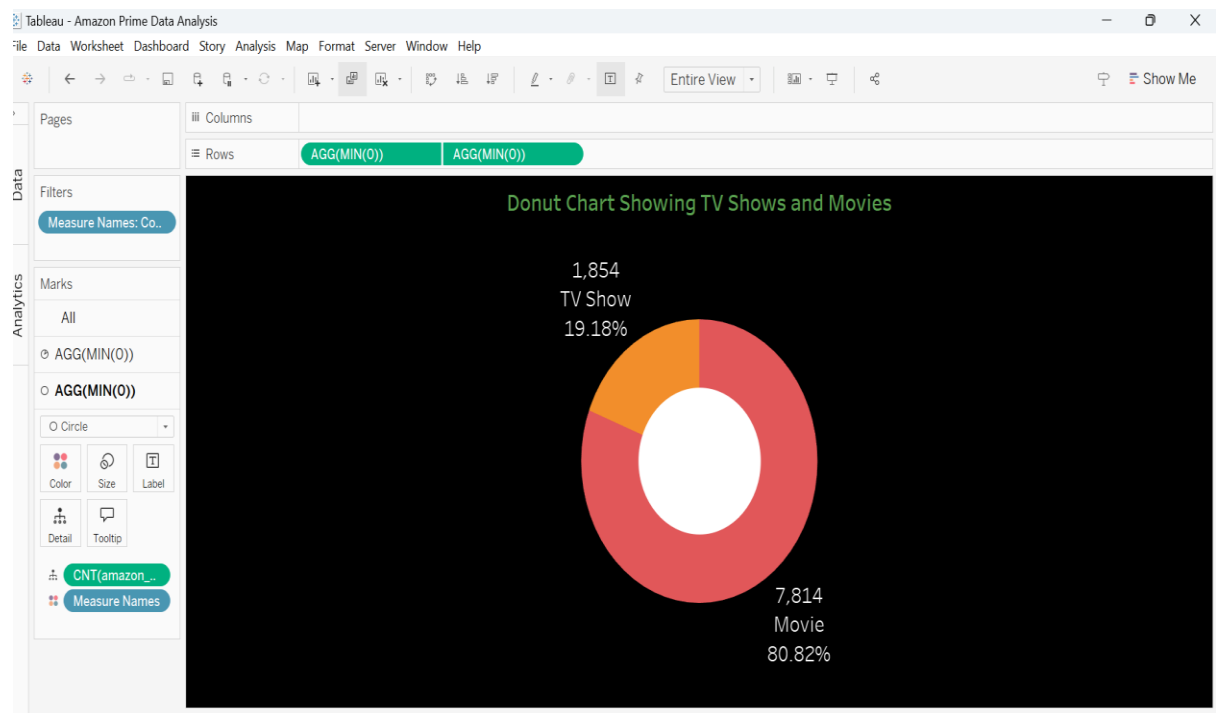 Tableau - Amazon Prime Data Analysis
File Data Worksheet Dashboard Story Analysis Map Format Server Window Help
Entire View
Show Me
Pages
Columns
Rows
AGG(MIN(0)) AGG(MIN(0))
Data
Analytics
Filters
Measure Names: Co..
Marks
All
AGG(MIN(0))
AGG(MIN(0))
Circle
Color Size Label
Detail Tooltip
CNT(amazon_..
Measure Names
Donut Chart Showing TV Shows and Movies
1,854
TV Show
19.18%
7,814
Movie
80.82%